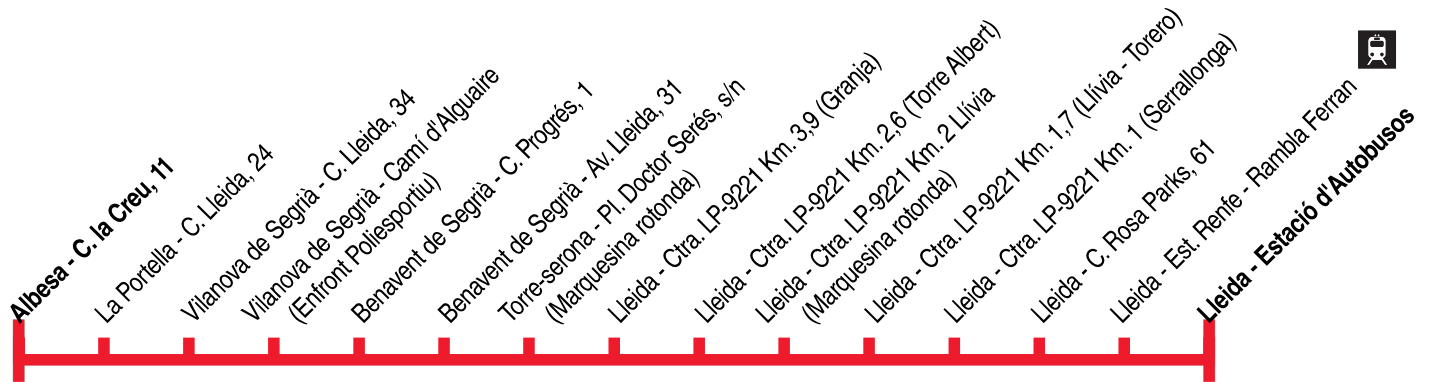 Albesa - C. la Creu, 11
La Portella - C. Lleida, 24
Vilanova de Segrià - C. Lleida, 34
Vilanova de Segrià - Camí d'Alguaire
(Enfront Poliesportiu)
Benavent de Segrià - C. Progrés, 1
Benavent de Segrià - Av. Lleida, 31
Torre-serona - Pl. Doctor Serés, s/n
(Marquesina rotonda)
Lleida - Ctra. LP-9221 Km. 3,9 (Granja)
Lleida - Ctra. LP-9221 Km. 2,6 (Torre Albert)
Lleida - Ctra. LP-9221 Km. 2 Llívia
(Marquesina rotonda)
Lleida - Ctra. LP-9221 Km. 1,7 (Llívia - Torero)
Lleida - Ctra. LP-9221 Km. 1 (Serrallonga)
Lleida - C. Rosa Parks, 61
Lleida - Est. Renfe - Rambla Ferran
Lleida - Estació d'Autobusos